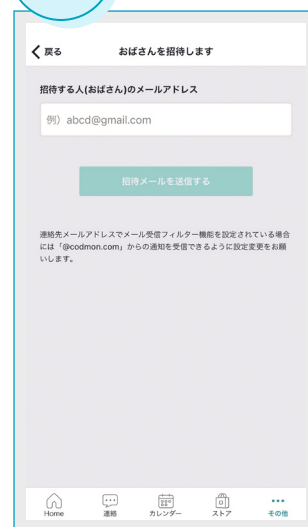 戻る おばさんを招待します
招待する人(おばさん)のメールアドレス
例）abcd@gmail.com
招待メールを送信する
連絡先メールアドレスでメール受信フィルター機能を設定されている場合
には「@codmon.com」からの通知を受信できるように設定変更をお願
いします。
Home 連絡 カレンダー ストア その他